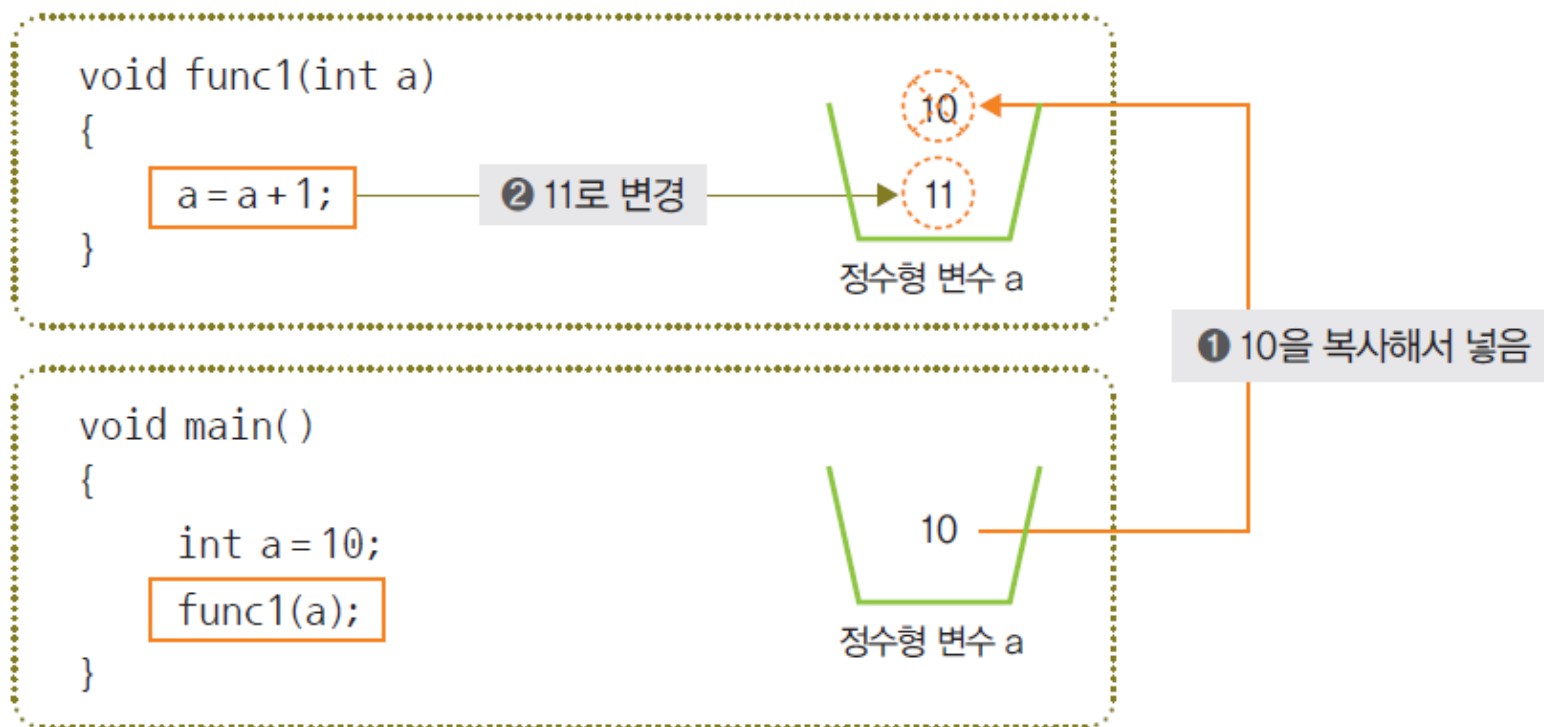 void func1(int a)
{
10
a = a + 1;
❷ 11로 변경
11
}
정수형 변수 a
❶ 10을 복사해서 넣음
void main()
{
int a = 10;
10
func1(a);
정수형 변수 a
}